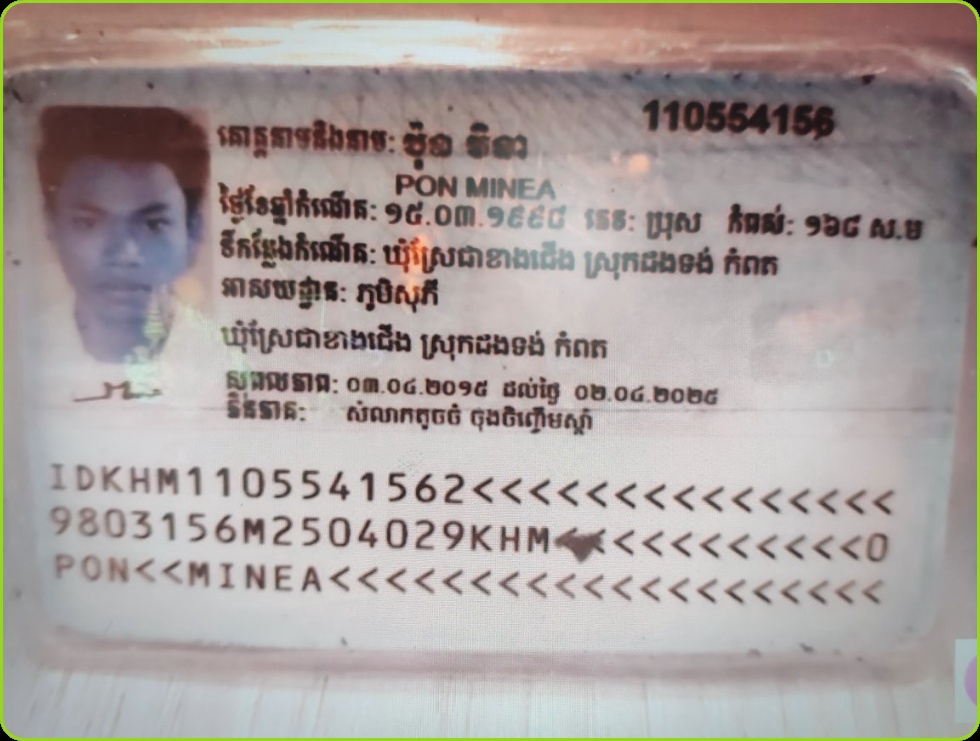 110554156
គោត្តនាមនិងនាម: ប៉ុន មិនា
PON MINEA
ថ្ងៃខែឆ្នាំកំណើត: ១៥.០៣.១៩៩៨ ភេទ: ប្រុស កំពស់: ១៦៨ ស.ម
ទីកន្លែងកំណើត: ឃុំស្រែជាខាងជើង ស្រុកដងទង់ កំពត
អាសយដ្ឋាន: ភូមិសុភី
ឃុំស្រែជាខាងជើង ស្រុកដងទង់ កំពត
សុពលភាព: ០៣.០៤.២០១៥ ដល់ថ្ងៃ ០២.០៤.២០២៥
ភិនភាគ: សំលាកតូចចំ ចុងចិញ្ចើមស្តាំ
IDKHM1105541562<<<<<<<<<<<<<<<
9803156M2504029KHM<<<<<<<<<<<0
PON<<MINEA<<<<<<<<<<<<<<<<<<<<